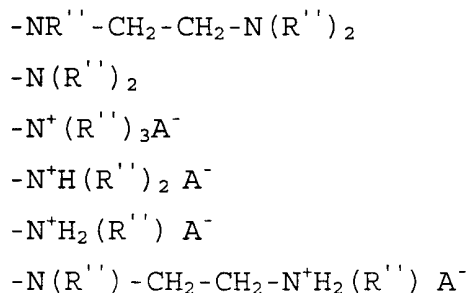 -NR''-CH₂-CH₂-N(R'')₂
-N(R'')₂
-N⁺(R'')₃A⁻
-N⁺H(R'')₂ A⁻
-N⁺H₂(R'') A⁻
-N(R'')-CH₂-CH₂-N⁺H₂(R'') A⁻